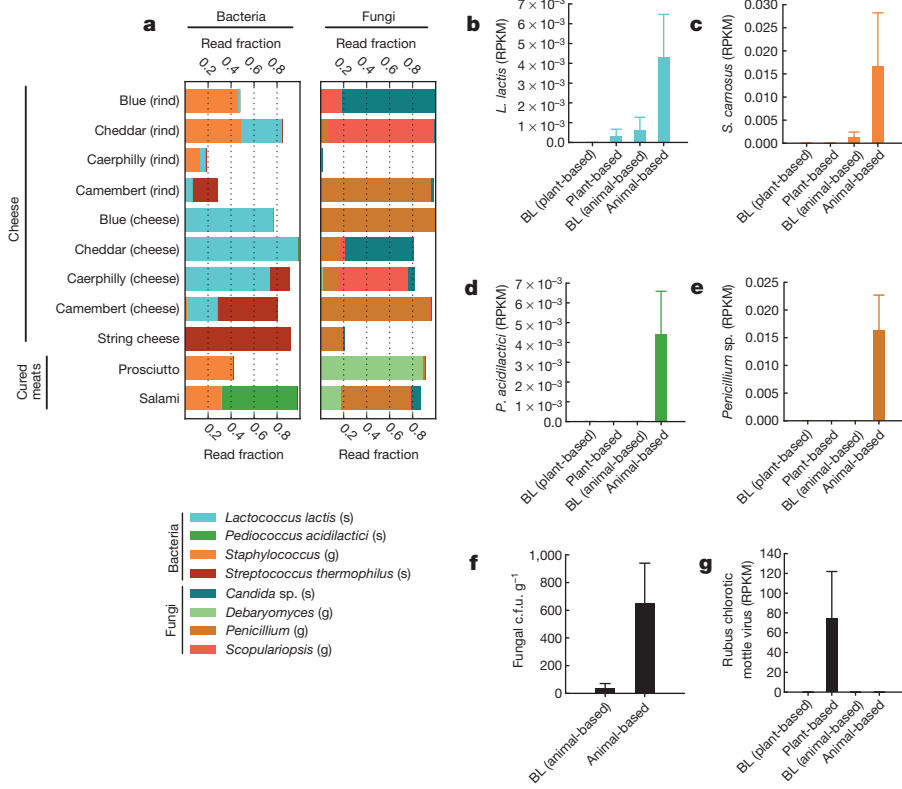 a
Bacteria
Fungi
Read fraction
Read fraction
0.2 0.4 0.6 0.8
0.2 0.4 0.6 0.8
Cheese
Blue (rind)
Cheddar (rind)
Caerphilly (rind)
Camembert (rind)
Blue (cheese)
Cheddar (cheese)
Caerphilly (cheese)
Camembert (cheese)
String cheese
Cured
meats
Prosciutto
Salami
0.2 0.4 0.6 0.8
0.2 0.4 0.6 0.8
Read fraction
Read fraction
Bacteria
Lactococcus lactis (s)
Pediococcus acidilactici (s)
Staphylococcus (g)
Streptococcus thermophilus (s)
Fungi
Candida sp. (s)
Debaryomyces (g)
Penicillium (g)
Scopulariopsis (g)
b
L. lactis (RPKM)
7 × 10⁻³
6 × 10⁻³
5 × 10⁻³
4 × 10⁻³
3 × 10⁻³
2 × 10⁻³
1 × 10⁻³
0.0
BL (plant-based)
Plant-based
BL (animal-based)
Animal-based
c
S. carnosus (RPKM)
0.030
0.025
0.020
0.015
0.010
0.005
0.000
BL (plant-based)
Plant-based
BL (animal-based)
Animal-based
d
P. acidilactici (RPKM)
7 × 10⁻³
6 × 10⁻³
5 × 10⁻³
4 × 10⁻³
3 × 10⁻³
2 × 10⁻³
1 × 10⁻³
0.0
BL (plant-based)
Plant-based
BL (animal-based)
Animal-based
e
Penicillium sp. (RPKM)
0.025
0.020
0.015
0.010
0.005
0.000
BL (plant-based)
Plant-based
BL (animal-based)
Animal-based
f
Fungal c.f.u. g⁻¹
1,000
800
600
400
200
0
BL (animal-based)
Animal-based
g
Rubus chlorotic
mottle virus (RPKM)
140
120
100
80
60
40
20
0
BL (plant-based)
Plant-based
BL (animal-based)
Animal-based